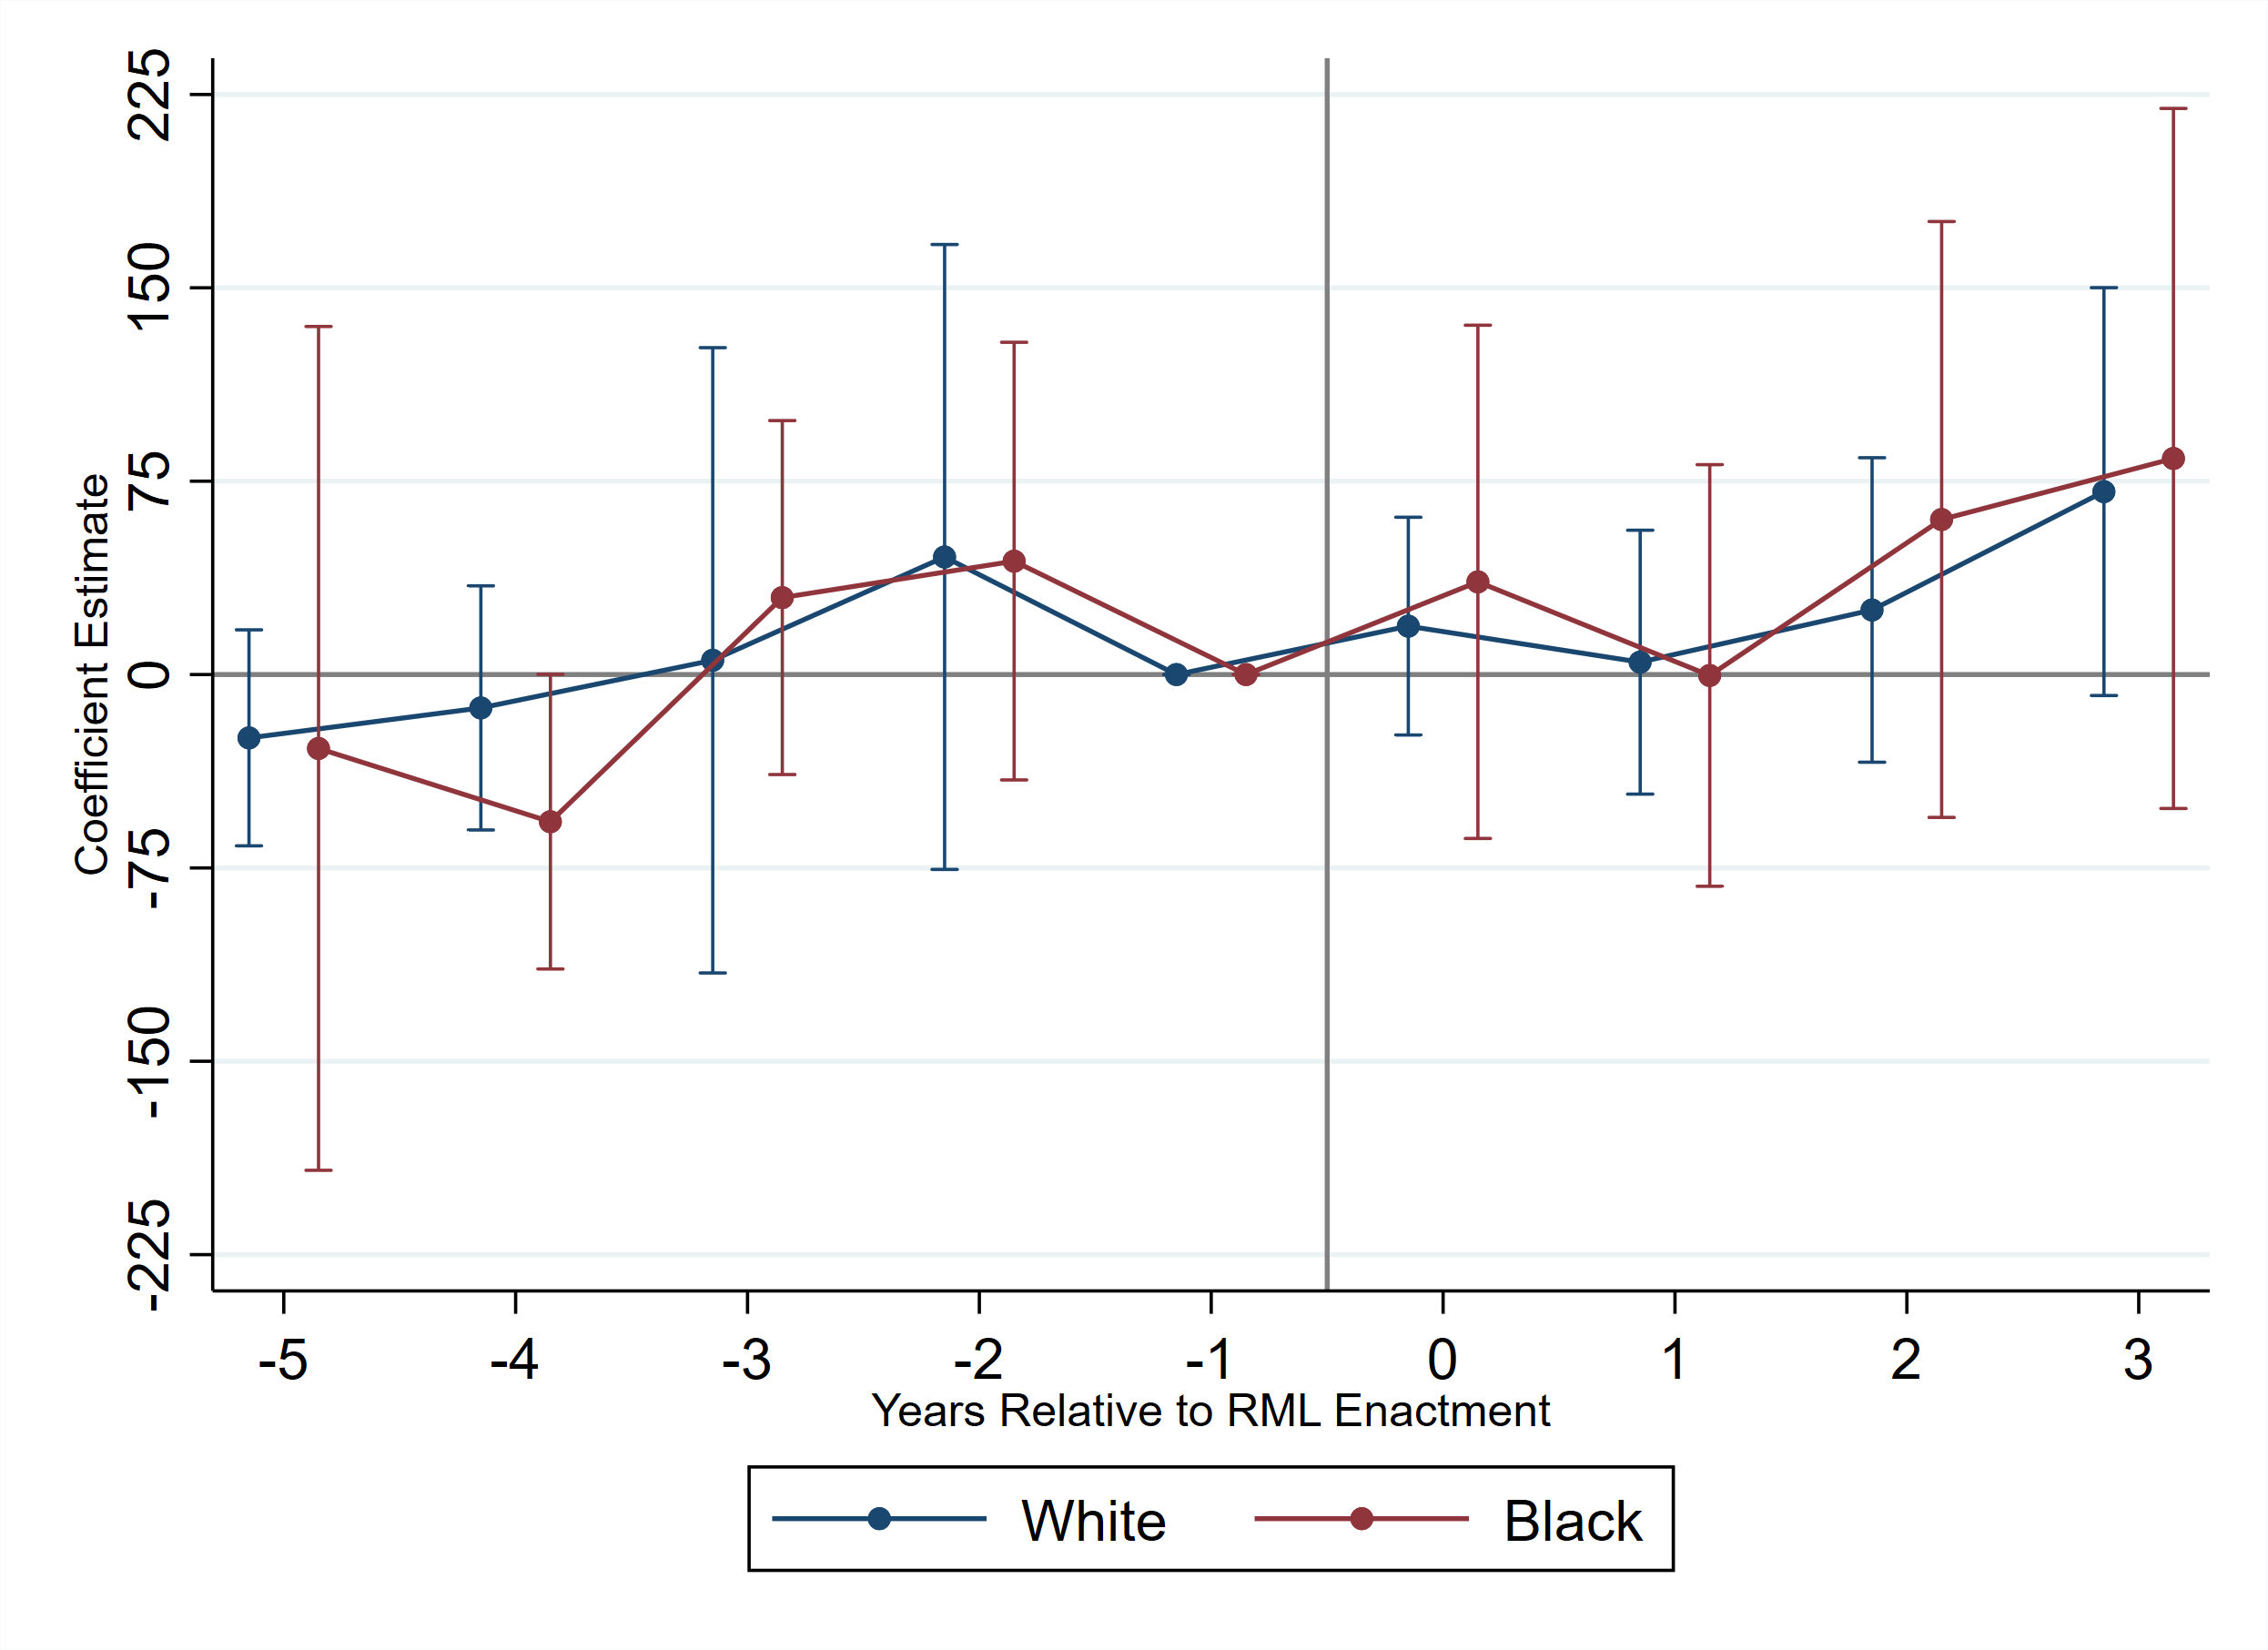 Coefficient Estimate
225
150
75
0
-75
-150
-225
-5 -4 -3 -2 -1 0 1 2 3
Years Relative to RML Enactment
White Black